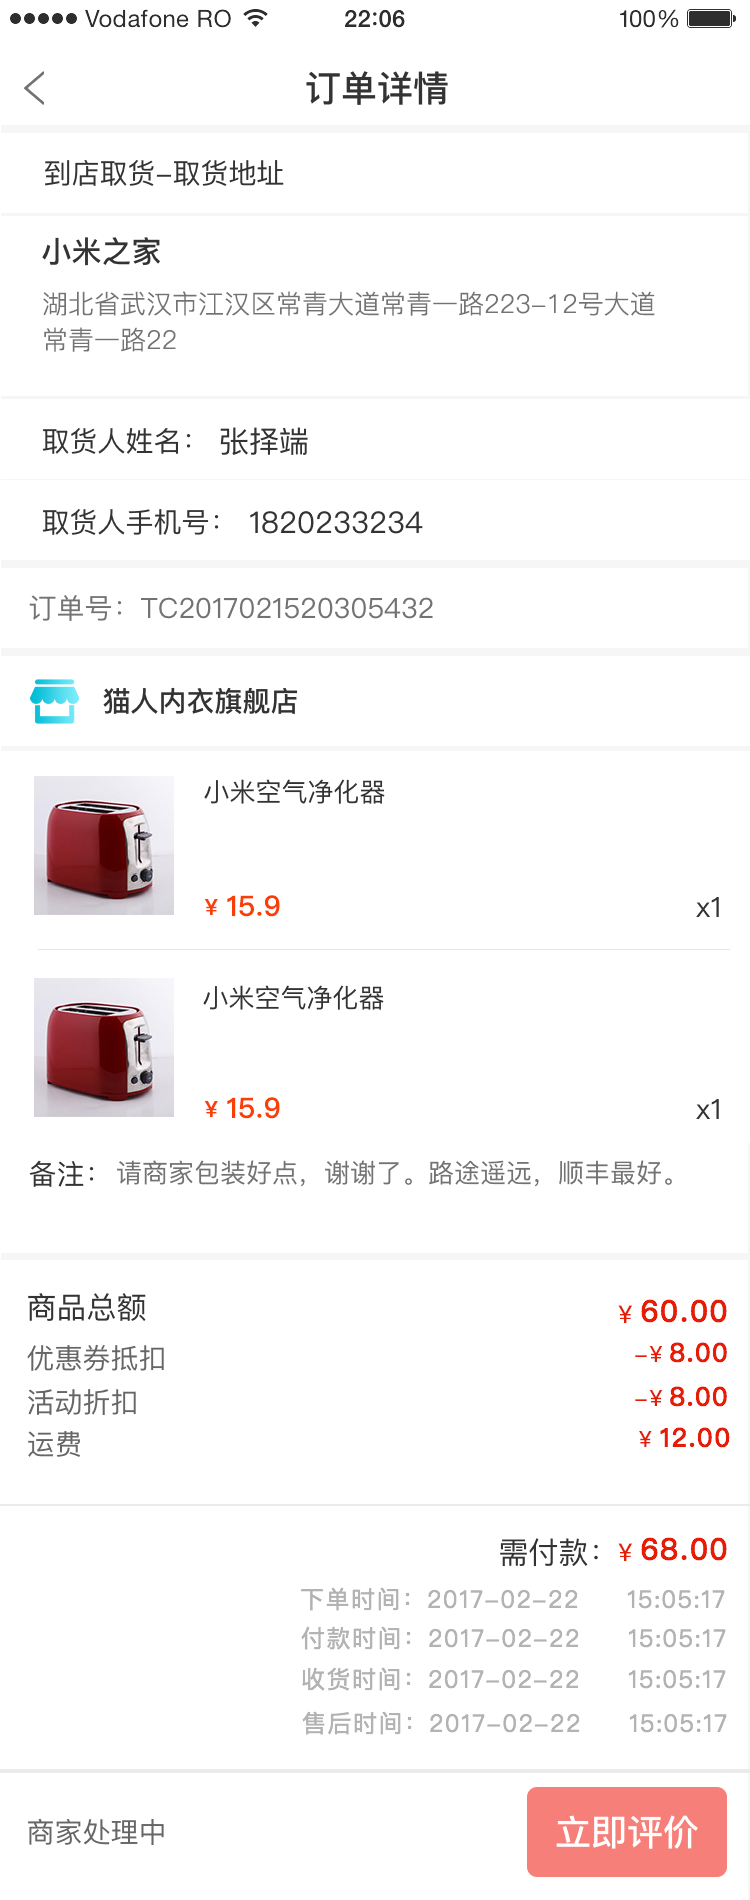 Vodafone RO 22:06 100%
订单详情
到店取货-取货地址
小米之家
湖北省武汉市江汉区常青大道常青一路223-12号大道
常青一路22
取货人姓名： 张择端
取货人手机号： 1820233234
订单号：TC2017021520305432
猫人内衣旗舰店
小米空气净化器
¥ 15.9 x1
小米空气净化器
¥ 15.9 x1
备注： 请商家包装好点，谢谢了。路途遥远，顺丰最好。
商品总额 ¥ 60.00
优惠券抵扣 -¥ 8.00
活动折扣 -¥ 8.00
运费 ¥ 12.00
需付款：¥ 68.00
下单时间：2017-02-22 15:05:17
付款时间：2017-02-22 15:05:17
收货时间：2017-02-22 15:05:17
售后时间：2017-02-22 15:05:17
商家处理中 立即评价